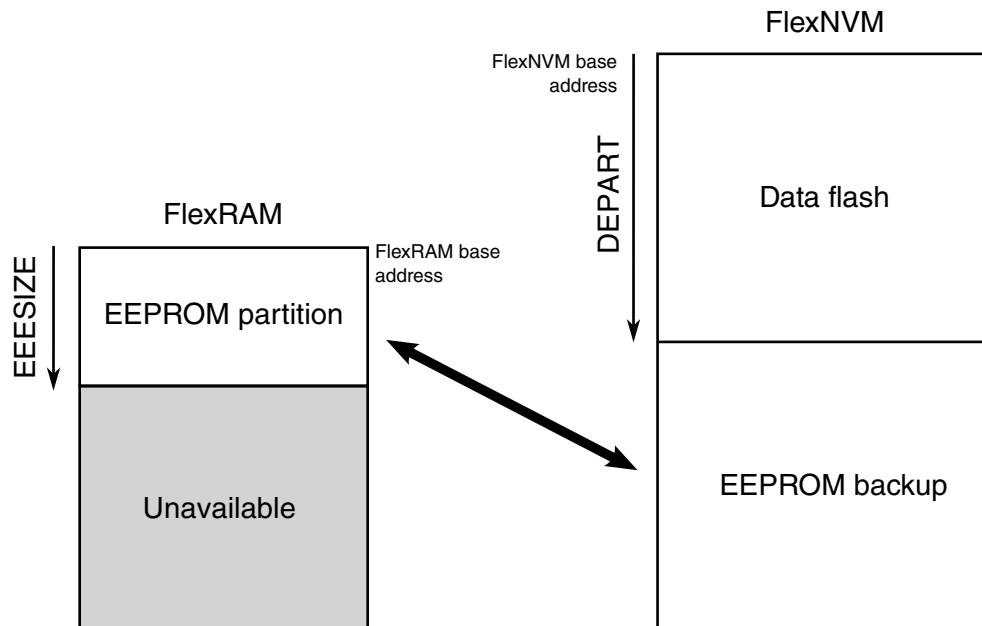 FlexNVM
FlexNVM base
address
DEPART
Data flash
FlexRAM
FlexRAM base
address
EEESIZE
EEPROM partition
Unavailable
EEPROM backup